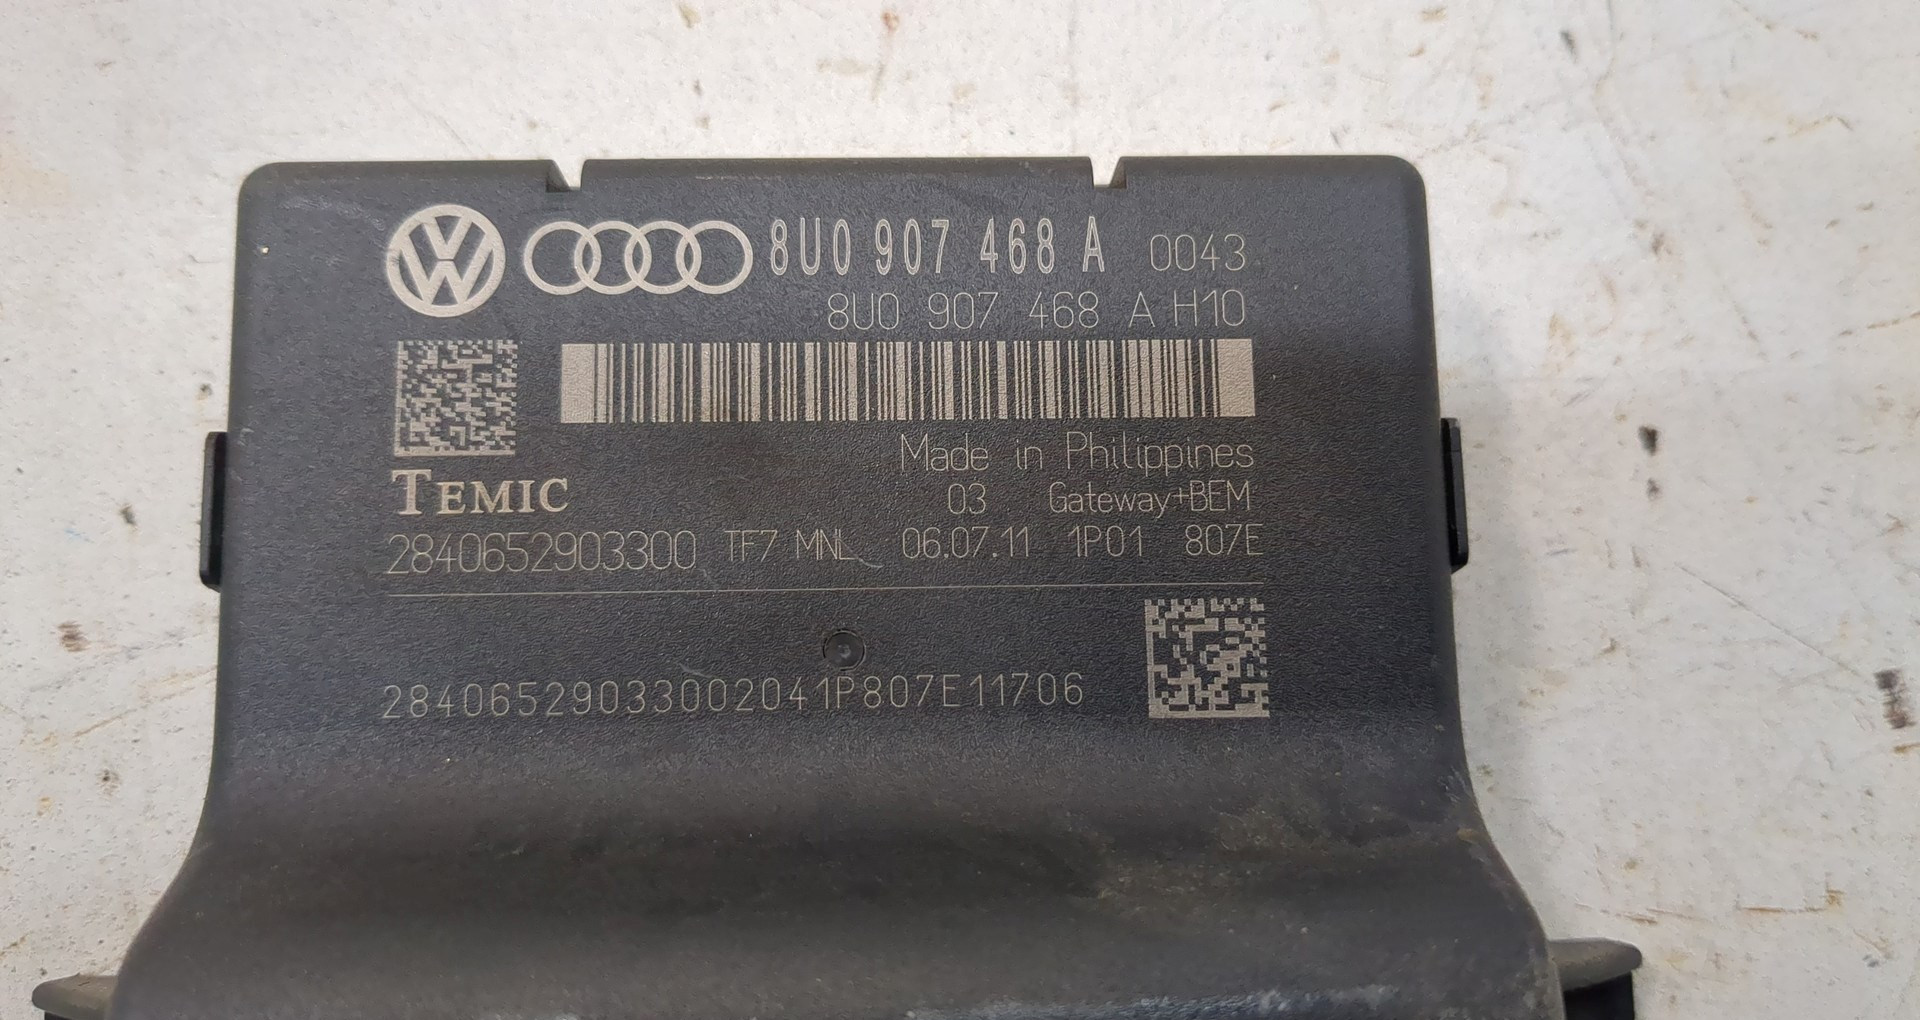 8U0 907 468 A 0043
8U0 907 468 A H10
Made in Philippines
TEMIC 03 Gateway+BEM
2840652903300 TF7 MNL 06.07.11 1P01 807E
28406529033002041P807E11706